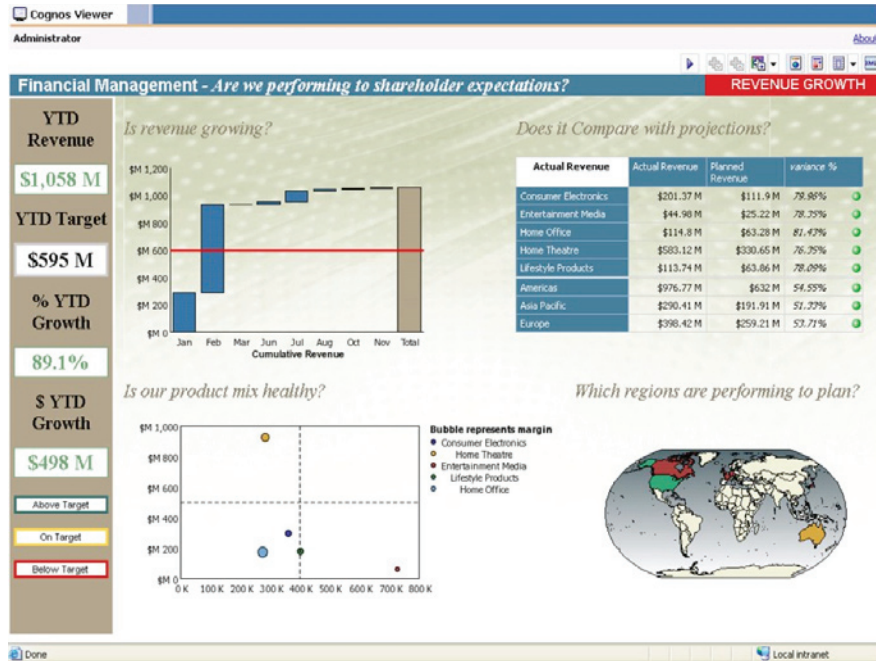 Cognos Viewer
Administrator
About
Financial Management - Are we performing to shareholder expectations?
REVENUE GROWTH
YTD
Revenue
$1,058 M
YTD Target
$595 M
% YTD
Growth
89.1%
$ YTD
Growth
$498 M
Above Target
On Target
Below Target
Is revenue growing?
$M 1,200
$M 1,000
$M 800
$M 600
$M 400
$M 200
$M 0
Jan Feb Mar Jun Jul Aug Oct Nov Total
Cumulative Revenue
Does it Compare with projections?
Actual Revenue Actual Revenue Planned Revenue variance %
Consumer Electronics $201.37 M $111.9 M 79.96%
Entertainment Media $44.98 M $25.22 M 78.35%
Home Office $114.8 M $63.28 M 81.43%
Home Theatre $583.12 M $330.65 M 76.35%
Lifestyle Products $113.74 M $63.86 M 78.09%
Americas $976.77 M $632 M 54.55%
Asia Pacific $290.41 M $191.91 M 51.33%
Europe $398.42 M $259.21 M 53.71%
Is our product mix healthy?
$M 1,000
$M 800
$M 600
$M 400
$M 200
$M 0
0 K 100 K 200 K 300 K 400 K 500 K 600 K 700 K 800 K
Bubble represents margin
Consumer Electronics
Home Theatre
Entertainment Media
Lifestyle Products
Home Office
Which regions are performing to plan?
Done
Local intranet